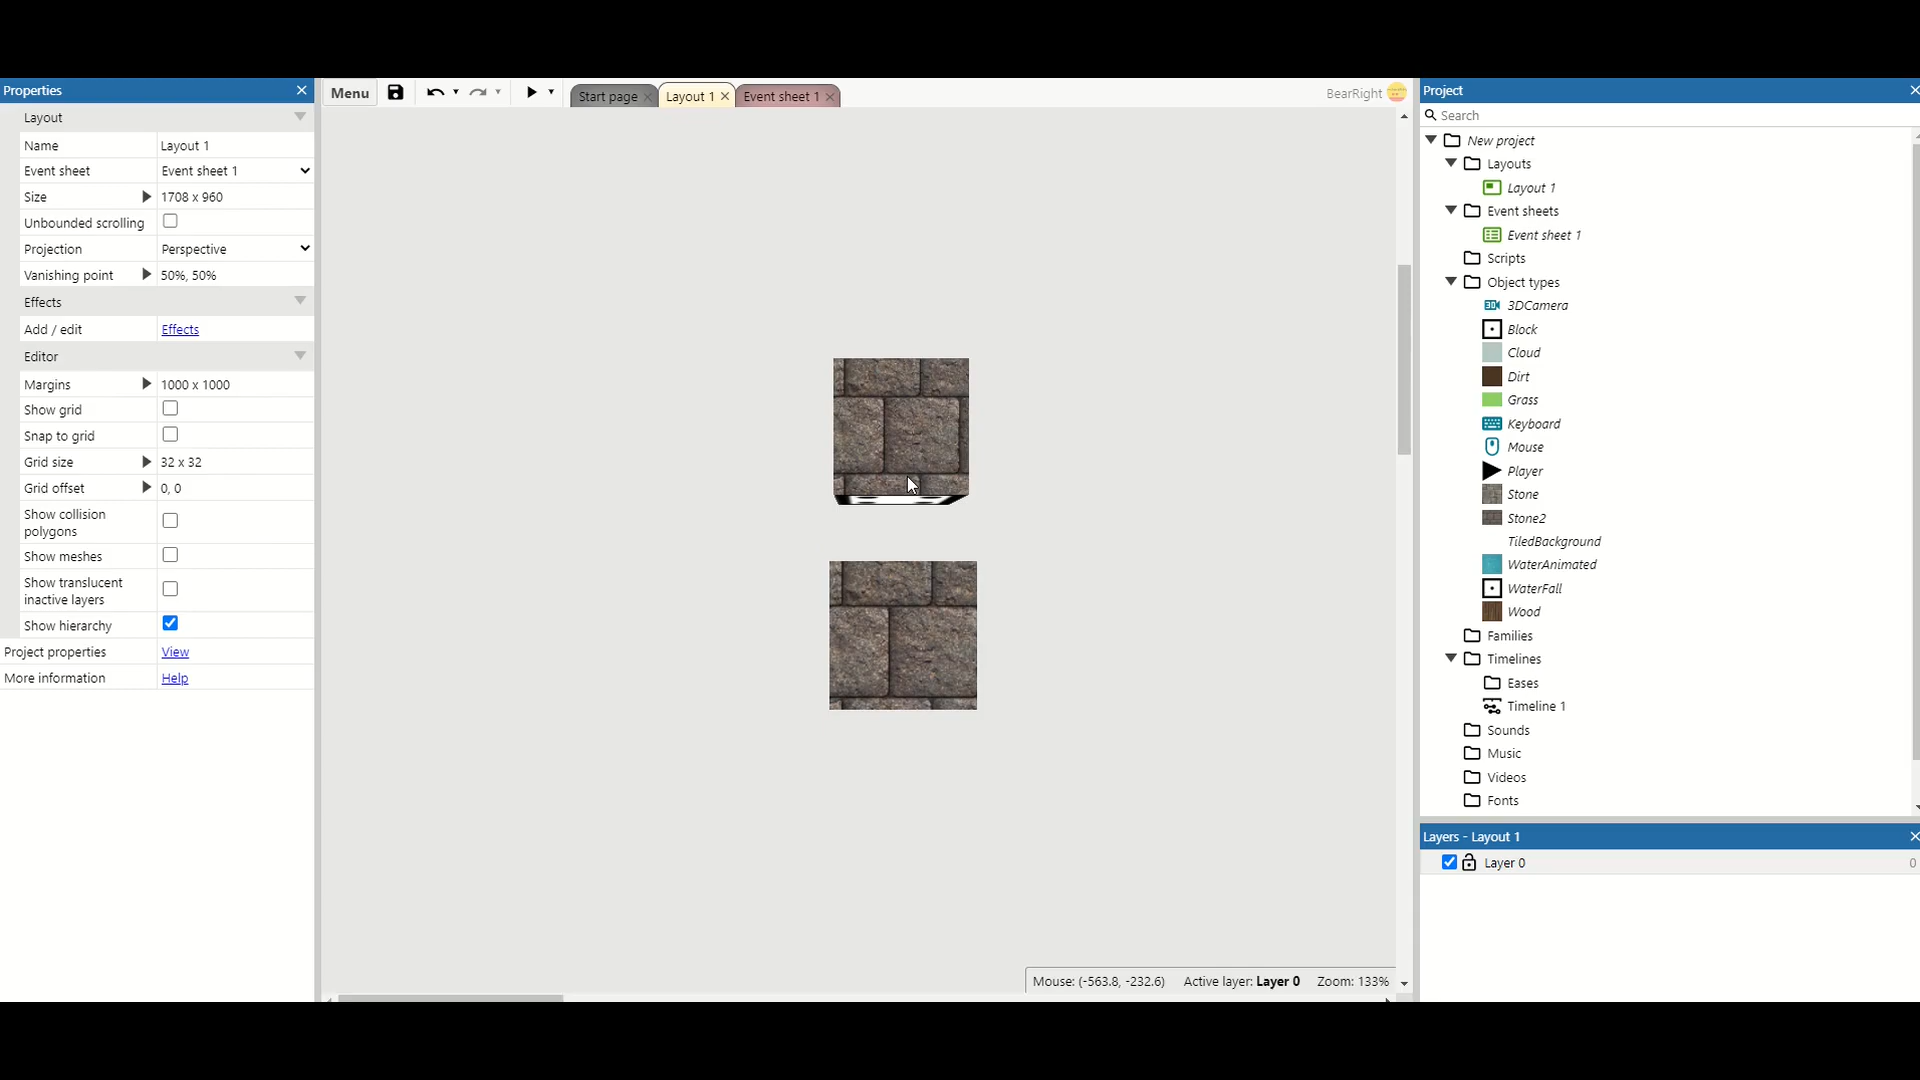 Properties
Layout
Name Layout 1
Event sheet Event sheet 1
Size 1708 x 960
Unbounded scrolling
Projection Perspective
Vanishing point 50%, 50%
Effects
Add / edit Effects
Editor
Margins 1000 x 1000
Show grid
Snap to grid
Grid size 32 x 32
Grid offset 0, 0
Show collision
polygons
Show meshes
Show translucent
inactive layers
Show hierarchy
Project properties View
More information Help
Menu
Start page
Layout 1
Event sheet 1
BearRight
Mouse: (-563.8, -232.6) Active layer: Layer 0 Zoom: 133%
Project
Search
New project
Layouts
Layout 1
Event sheets
Event sheet 1
Scripts
Object types
3DCamera
Block
Cloud
Dirt
Grass
Keyboard
Mouse
Player
Stone
Stone2
TiledBackground
WaterAnimated
WaterFall
Wood
Families
Timelines
Eases
Timeline 1
Sounds
Music
Videos
Fonts
Layers - Layout 1
Layer 0 0